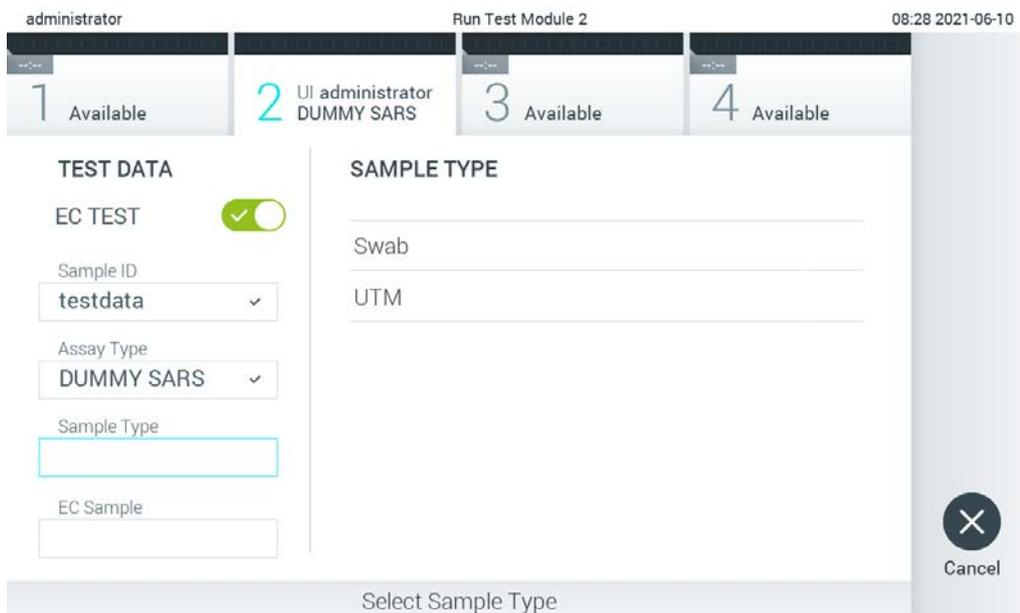 administrator Run Test Module 2 08:28 2021-06-10
--:-- --:-- --:--
1 Available 2 UI administrator 3 Available 4 Available
DUMMY SARS
TEST DATA
EC TEST
Sample ID
testdata
Assay Type
DUMMY SARS
Sample Type
EC Sample
SAMPLE TYPE
Swab
UTM
Cancel
Select Sample Type